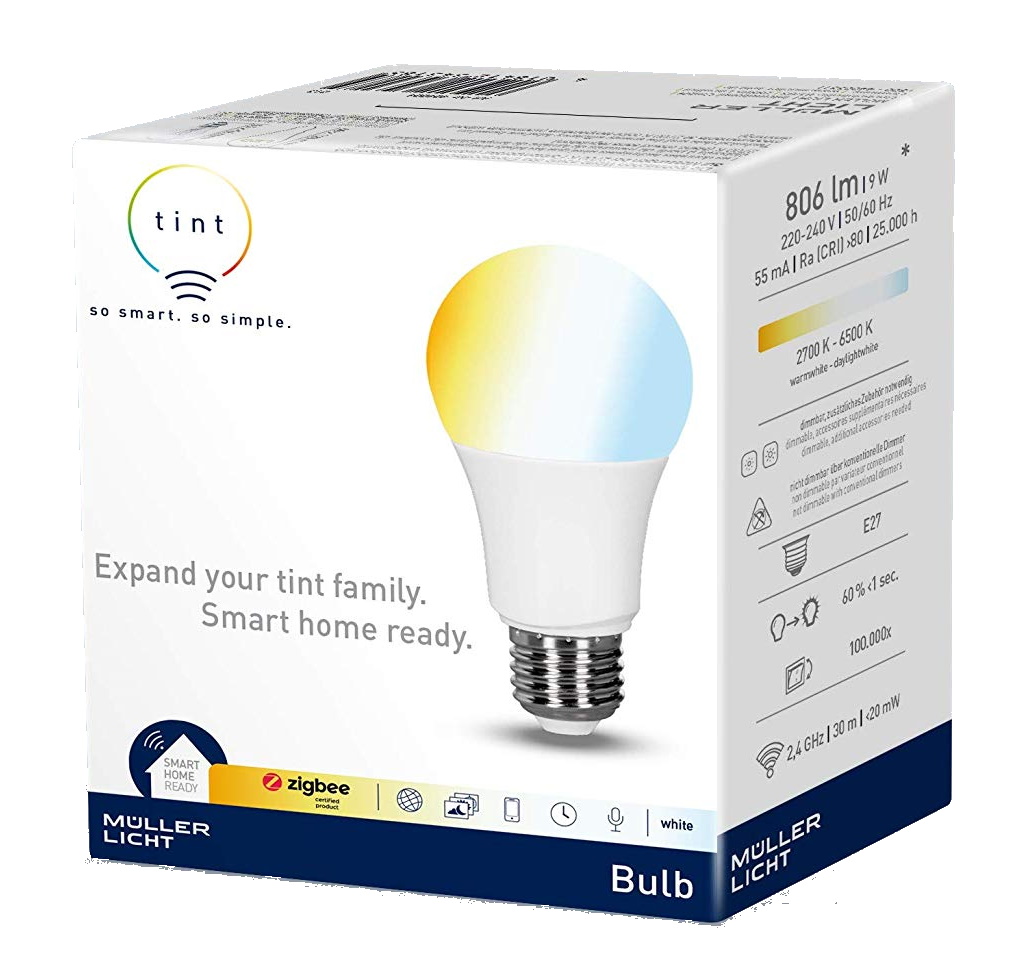 tint
so smart. so simple.
Expand your tint family.
Smart home ready.
SMART
HOME
READY
zigbee
certified
product
white
MÜLLER
LICHT
Bulb
MÜLLER
LICHT
*
806 lm | 9 W
220-240 V | 50/60 Hz
55 mA | Ra (CRI) >80 | 25.000 h
2700 K - 6500 K
warmwhite - daylightwhite
dimmbar, zusätzliches Zubehör notwendig
dimmable, accessoires supplémentaires nécessaires
dimmable, additional accessories needed
nicht dimmbar über konventionelle Dimmer
non dimmable par variateur conventionnel
not dimmable with conventional dimmers
E27
60% <1 sec.
100.000x
2,4 GHz | 30 m | <20 mW
MÜLLER
LICHT